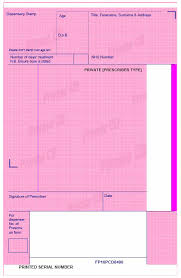 Dispensary Stamp
Age
Title, Forename, Surname & Address
D.o.B
Please don't stamp over age box
Number of days' treatment
N.B. Ensure dose is stated
NHS Number
PRIVATE [PRESCRIBER TYPE]
Signature of Prescriber
Date
For
dispenser
No. of
Prescns.
on form
FP10PCD0406
PRINTED SERIAL NUMBER